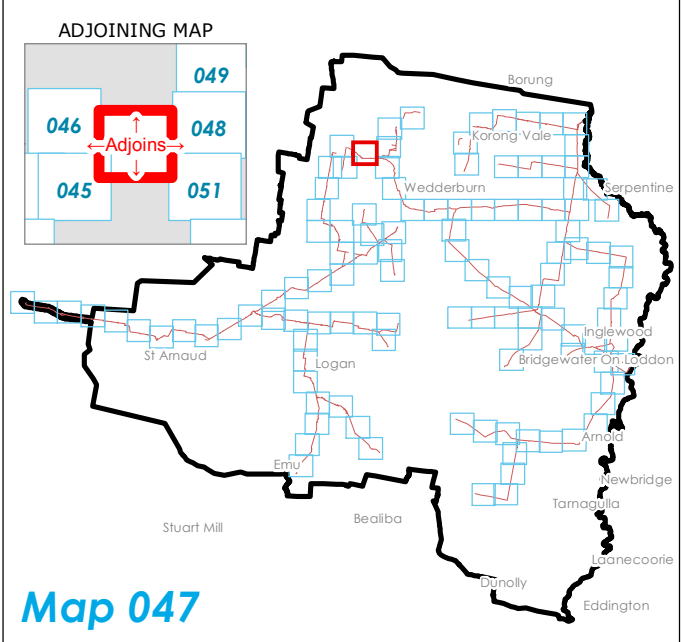 ADJOINING MAP
049
046
048
←Adjoins→
045
051
Borung
Korong Vale
Wedderburn
Serpentine
Inglewood
St Arnaud
Logan
Bridgewater On Loddon
Arnold
Emu
Newbridge
Tarnagulla
Stuart Mill
Bealiba
Laanecoorie
Dunolly
Eddington
Map 047